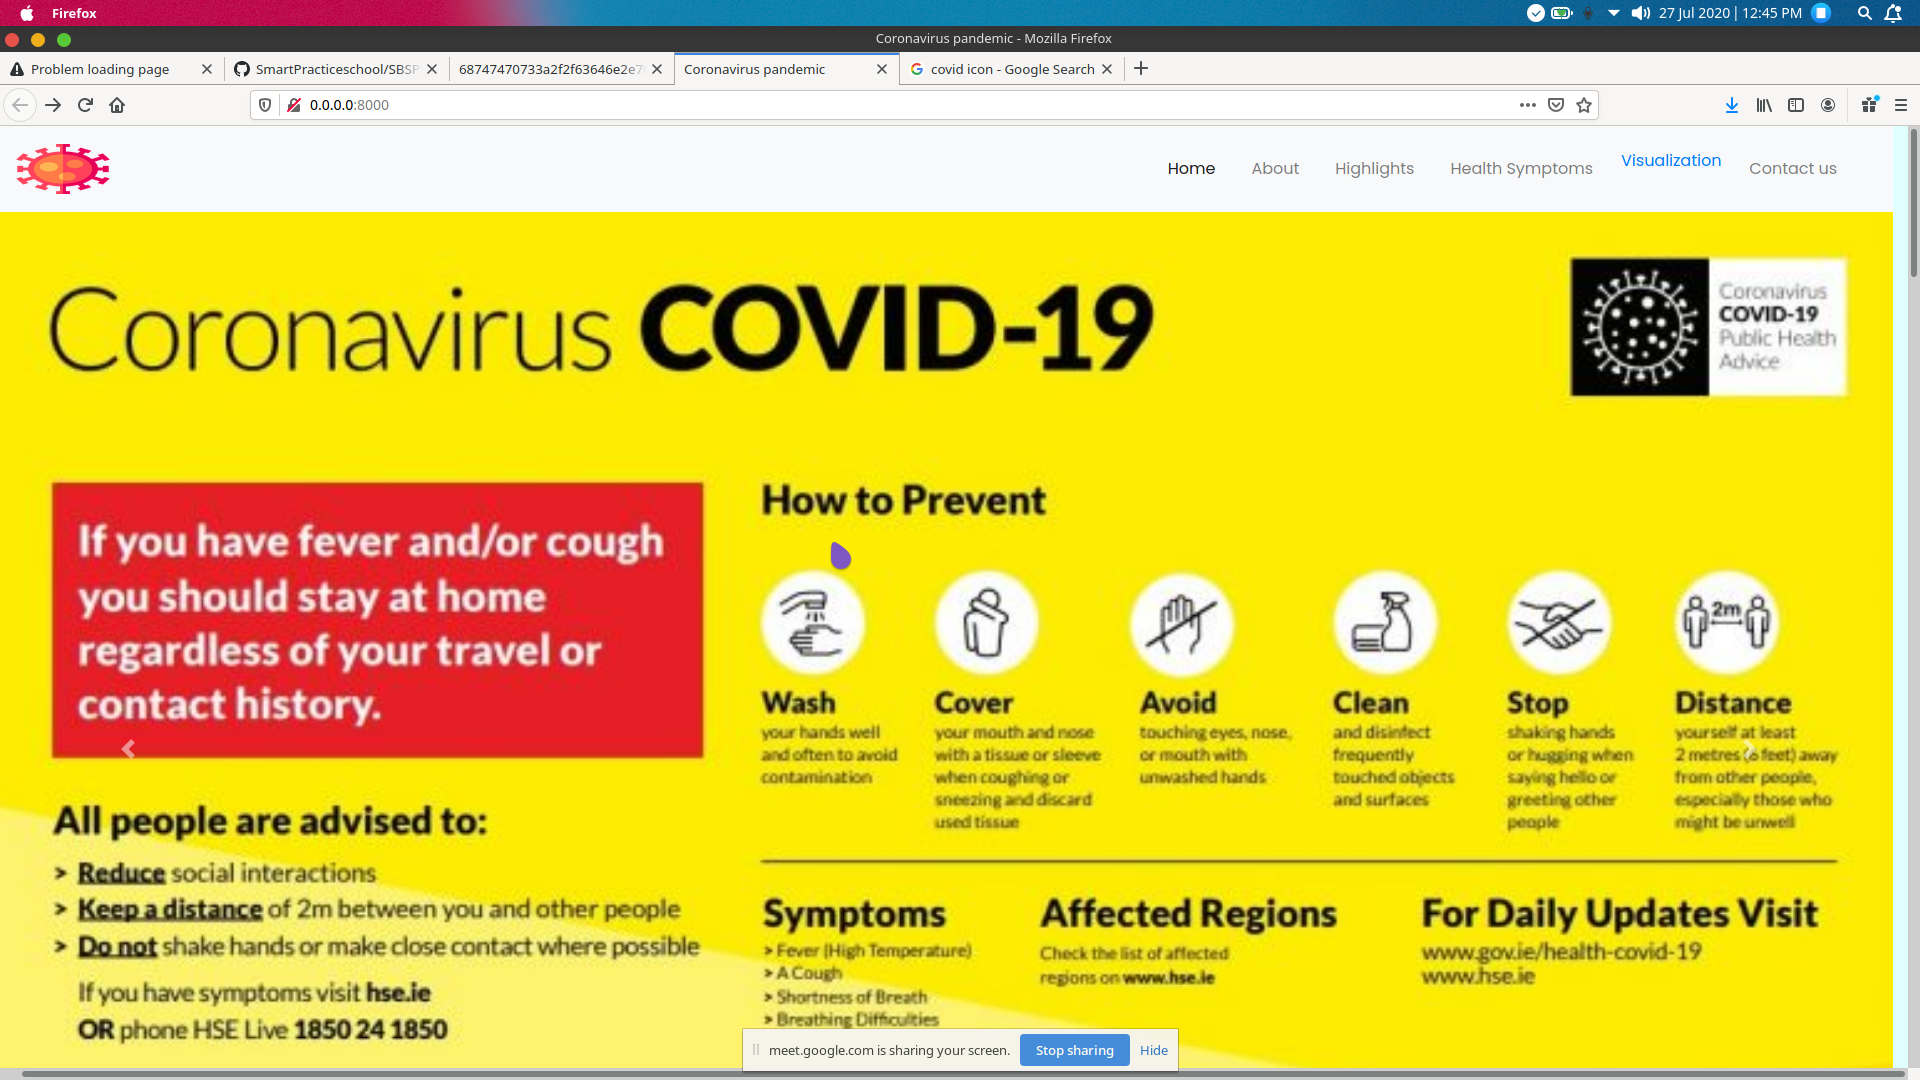 Firefox
27 Jul 2020 | 12:45 PM
Coronavirus pandemic - Mozilla Firefox
Problem loading page
SmartPracticeschool/SBSP
68747470733a2f2f63646e2e7
Coronavirus pandemic
covid icon - Google Search
0.0.0.0:8000
Home
About
Highlights
Health Symptoms
Visualization
Contact us
Coronavirus COVID-19
Coronavirus
COVID-19
Public Health
Advice
If you have fever and/or cough
you should stay at home
regardless of your travel or
contact history.
All people are advised to:
> Reduce social interactions
> Keep a distance of 2m between you and other people
> Do not shake hands or make close contact where possible
If you have symptoms visit hse.ie
OR phone HSE Live 1850 24 1850
How to Prevent
2m
Wash
your hands well
and often to avoid
contamination
Cover
your mouth and nose
with a tissue or sleeve
when coughing or
sneezing and discard
used tissue
Avoid
touching eyes, nose,
or mouth with
unwashed hands
Clean
and disinfect
frequently
touched objects
and surfaces
Stop
shaking hands
or hugging when
saying hello or
greeting other
people
Distance
yourself at least
2 metres (6 feet) away
from other people,
especially those who
might be unwell
Symptoms
> Fever (High Temperature)
> A Cough
> Shortness of Breath
> Breathing Difficulties
Affected Regions
Check the list of affected
regions on www.hse.ie
For Daily Updates Visit
www.gov.ie/health-covid-19
www.hse.ie
meet.google.com is sharing your screen.
Stop sharing
Hide